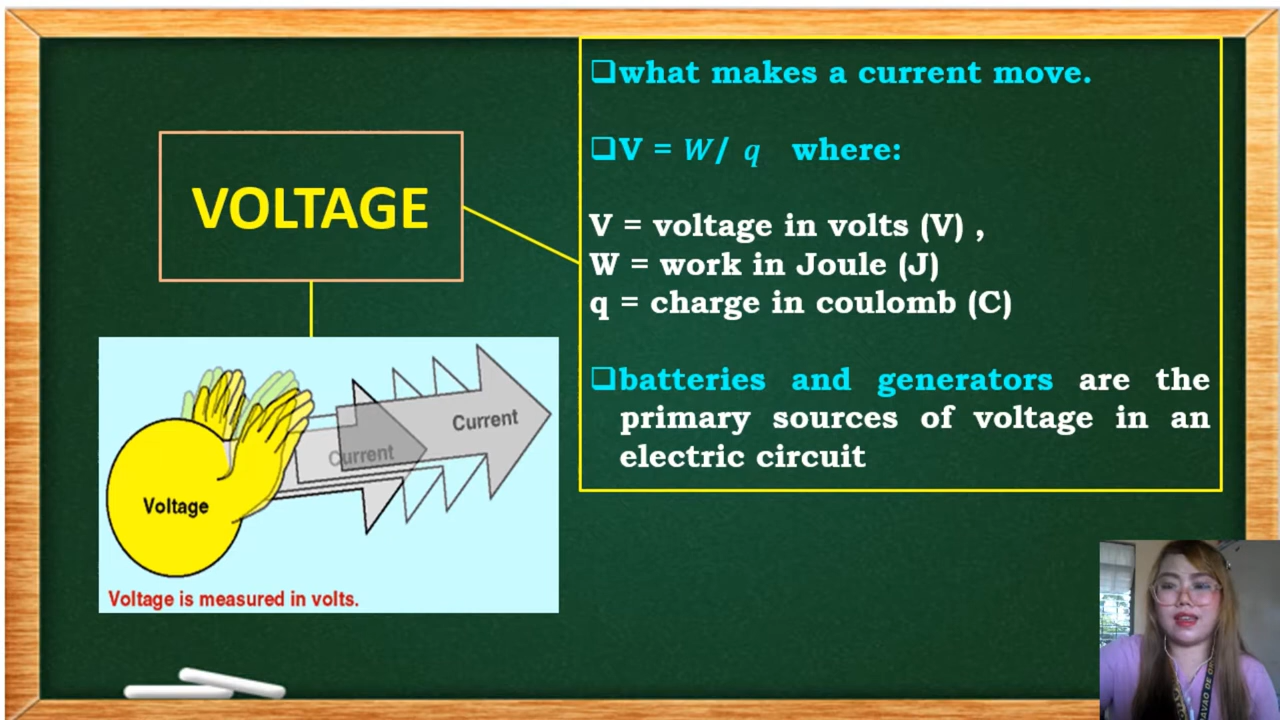 VOLTAGE
❑what makes a current move.
❑V = W/ q where:
V = voltage in volts (V) ,
W = work in Joule (J)
q = charge in coulomb (C)
❑batteries and generators are the
primary sources of voltage in an
electric circuit
Current
Current
Voltage
Voltage is measured in volts.